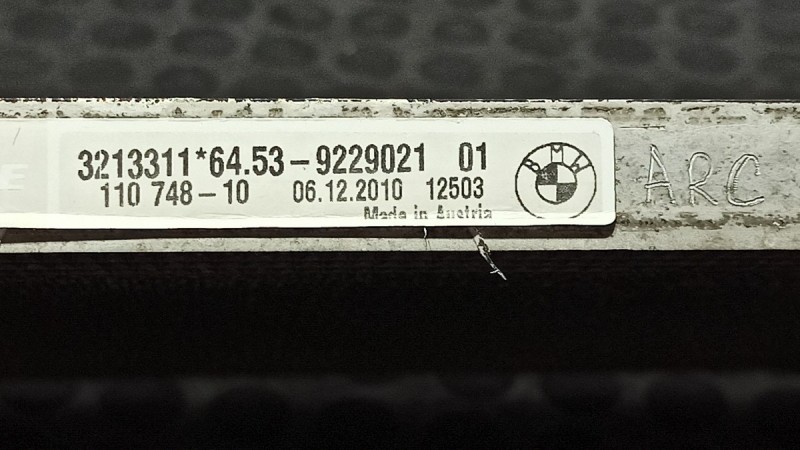 3213311*64.53-9229021 01
110 748-10 06.12.2010 12503
Made in Austria
BMW
ARC